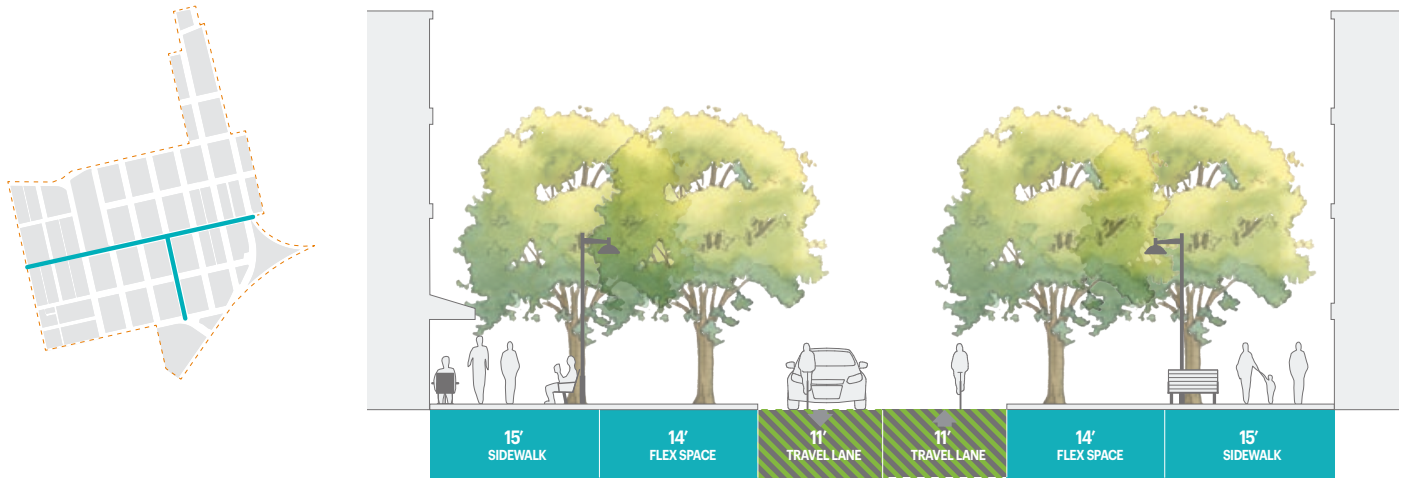 15′
SIDEWALK
14′
FLEX SPACE
11′
TRAVEL LANE
11′
TRAVEL LANE
14′
FLEX SPACE
15′
SIDEWALK